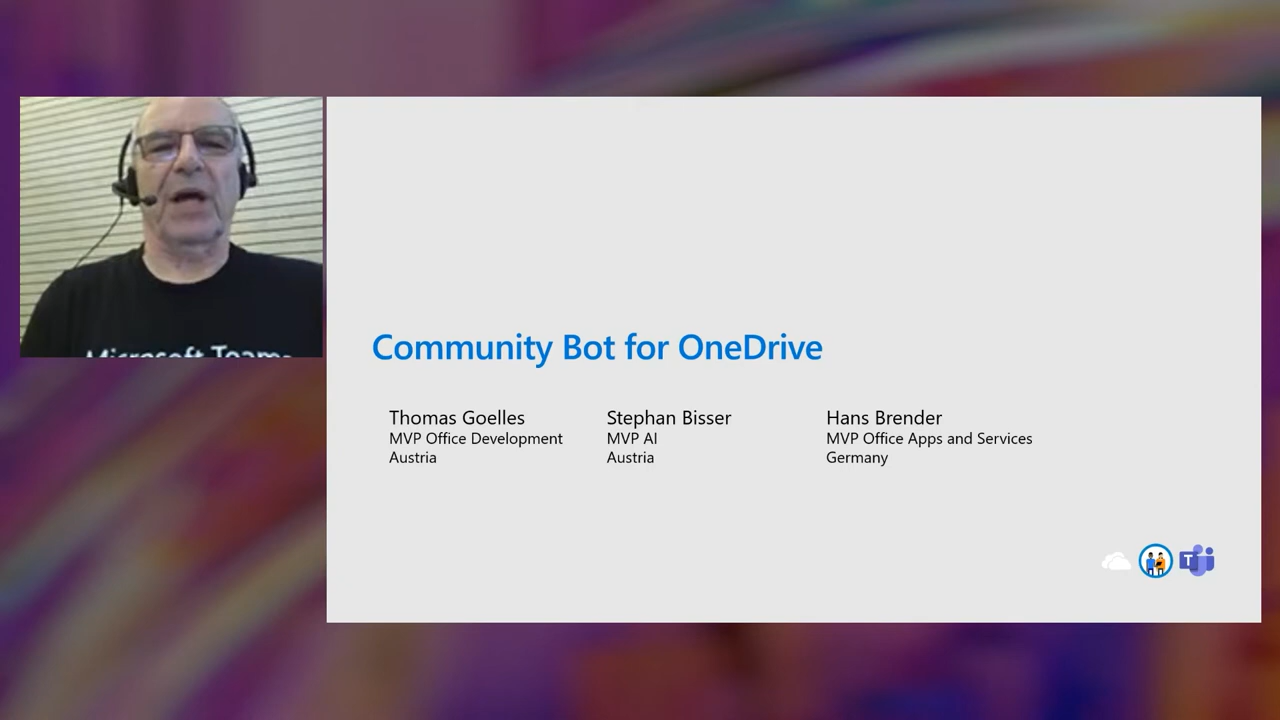 Microsoft Teams
Community Bot for OneDrive
Thomas Goelles
MVP Office Development
Austria
Stephan Bisser
MVP AI
Austria
Hans Brender
MVP Office Apps and Services
Germany
T